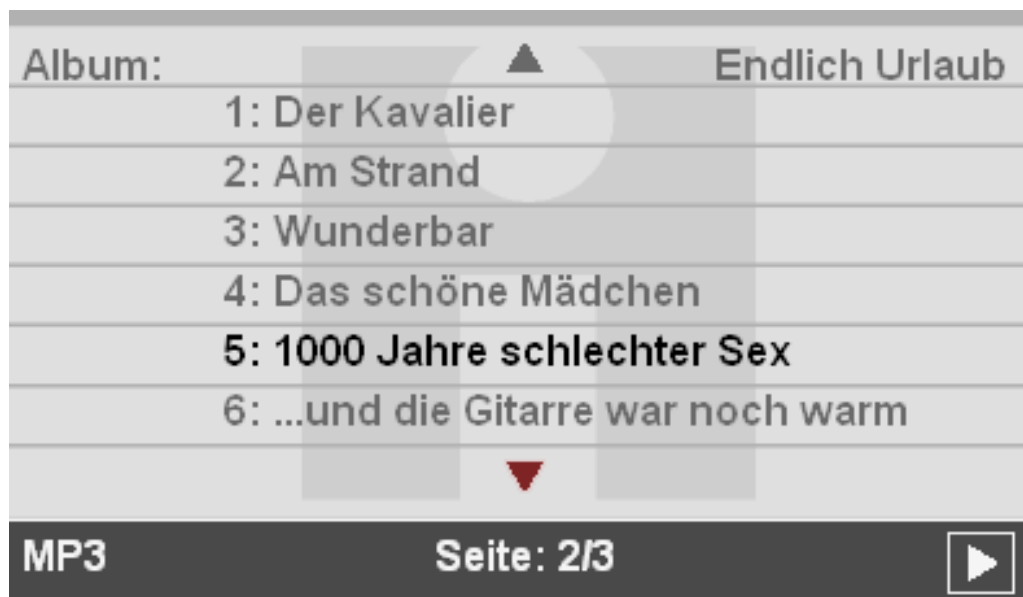 Album: Endlich Urlaub
1: Der Kavalier
2: Am Strand
3: Wunderbar
4: Das schöne Mädchen
5: 1000 Jahre schlechter Sex
6: ...und die Gitarre war noch warm
MP3 Seite: 2/3